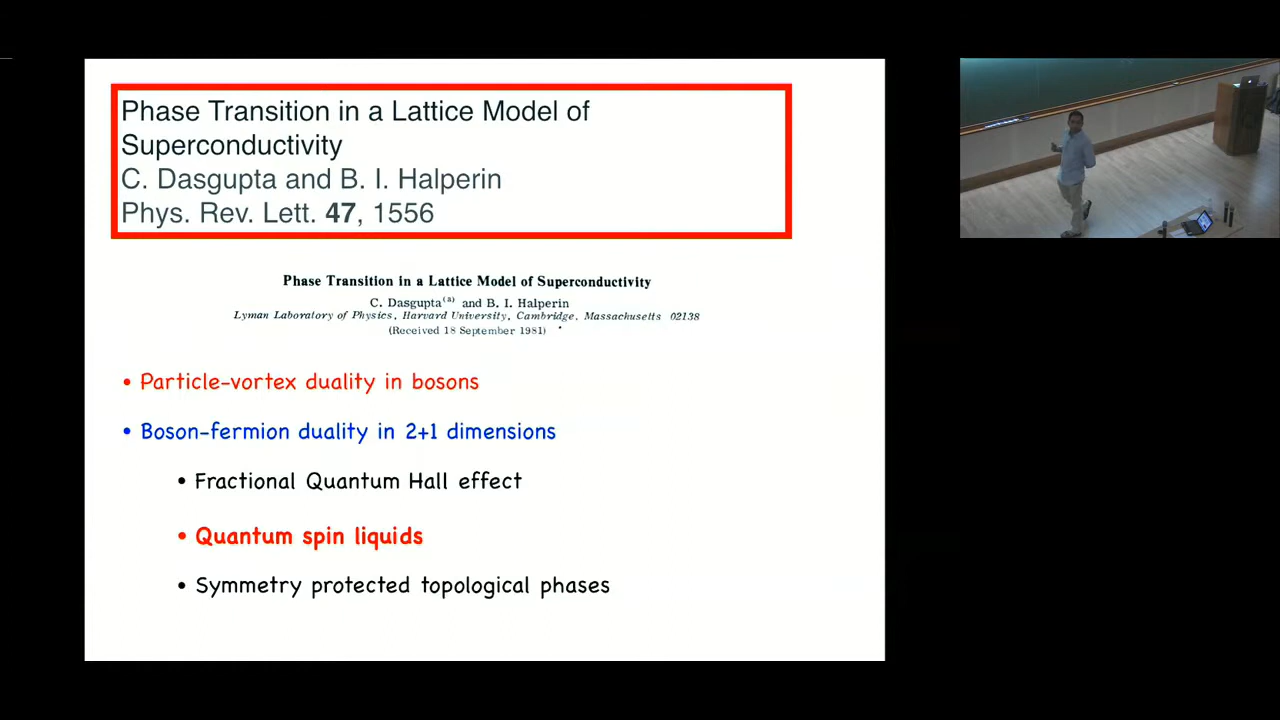 Phase Transition in a Lattice Model of
Superconductivity
C. Dasgupta and B. I. Halperin
Phys. Rev. Lett. 47, 1556
Phase Transition in a Lattice Model of Superconductivity
C. Dasgupta(a) and B. I. Halperin
Lyman Laboratory of Physics, Harvard University, Cambridge, Massachusetts 02138
(Received 18 September 1981)
• Particle-vortex duality in bosons
• Boson-fermion duality in 2+1 dimensions
• Fractional Quantum Hall effect
• Quantum spin liquids
• Symmetry protected topological phases